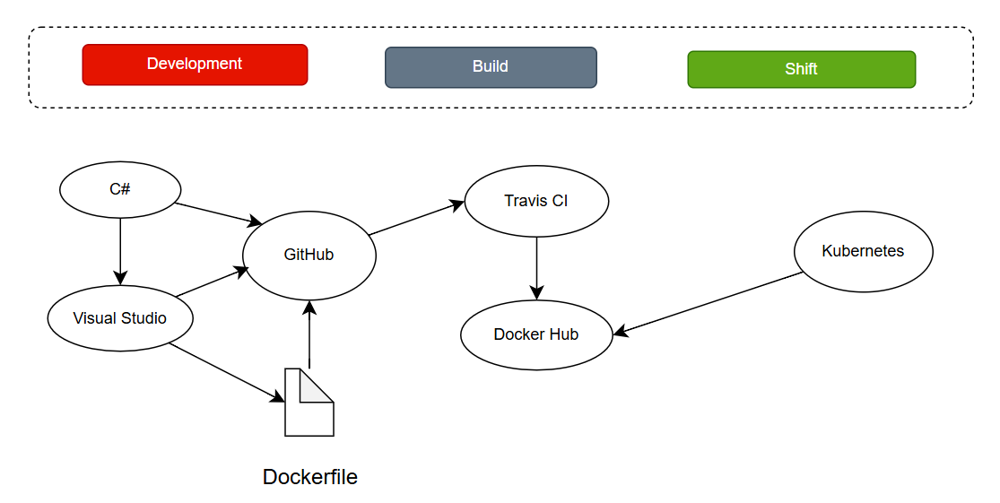 Development
Build
Shift
C#
Travis CI
GitHub
Kubernetes
Visual Studio
Docker Hub
Dockerfile